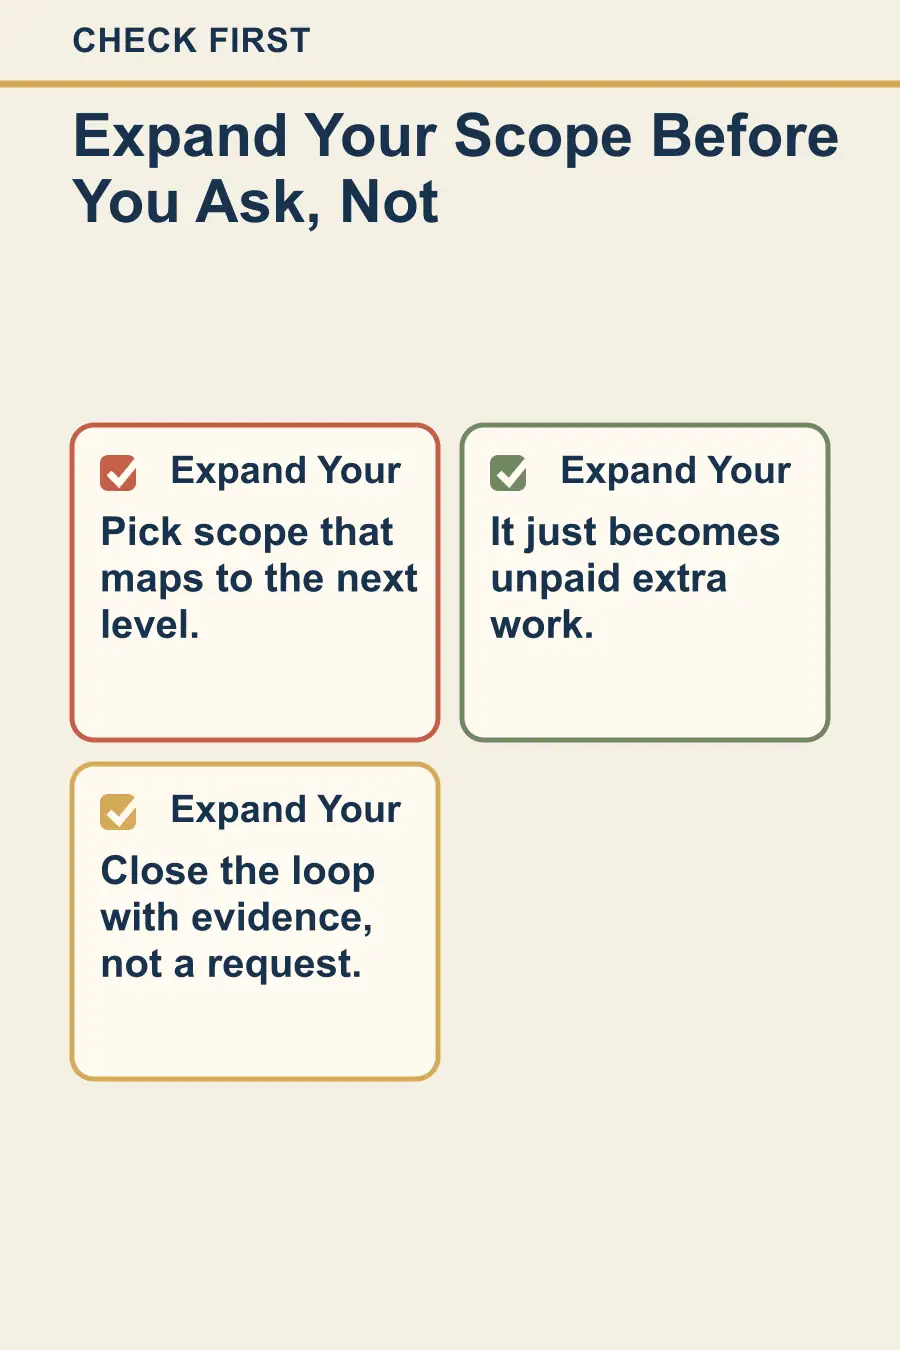 CHECK FIRST
Expand Your Scope Before
You Ask, Not
Expand Your
Pick scope that
maps to the next
level.
Expand Your
It just becomes
unpaid extra
work.
Expand Your
Close the loop
with evidence,
not a request.